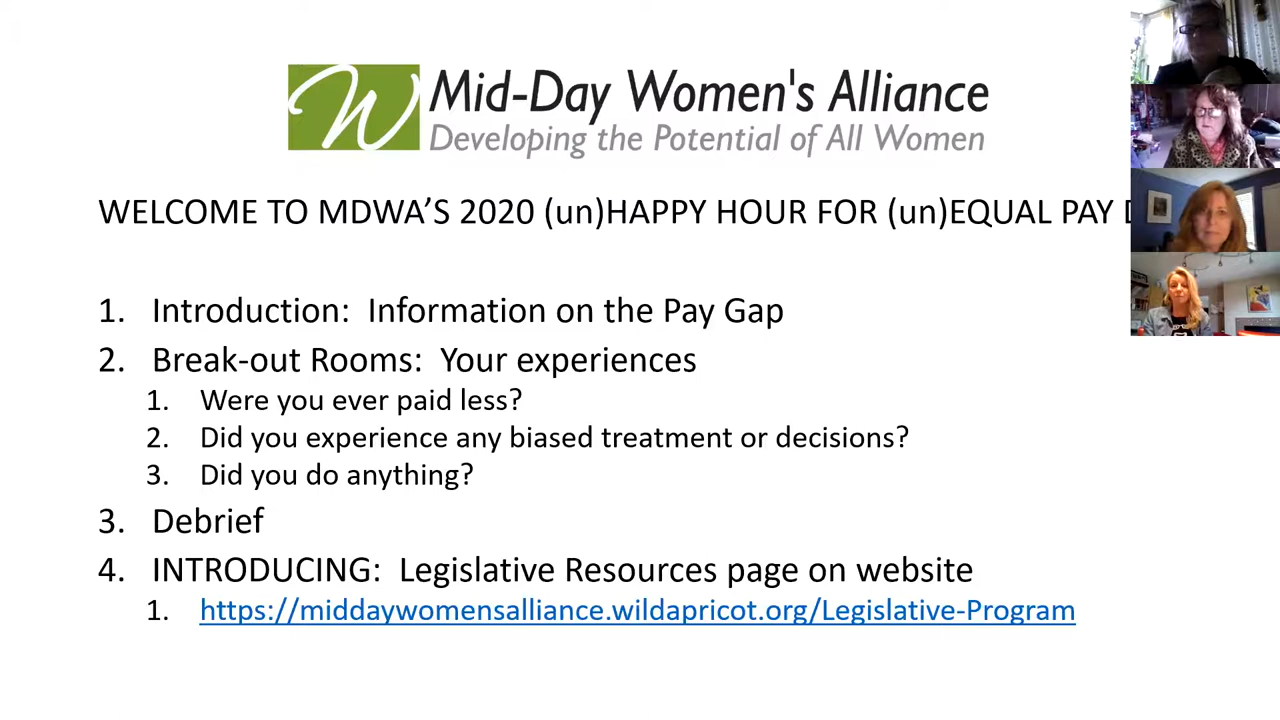 W Mid-Day Women's Alliance
Developing the Potential of All Women
WELCOME TO MDWA'S 2020 (un)HAPPY HOUR FOR (un)EQUAL PAY
1. Introduction: Information on the Pay Gap
2. Break-out Rooms: Your experiences
1. Were you ever paid less?
2. Did you experience any biased treatment or decisions?
3. Did you do anything?
3. Debrief
4. INTRODUCING: Legislative Resources page on website
1. https://middaywomensalliance.wildapricot.org/Legislative-Program